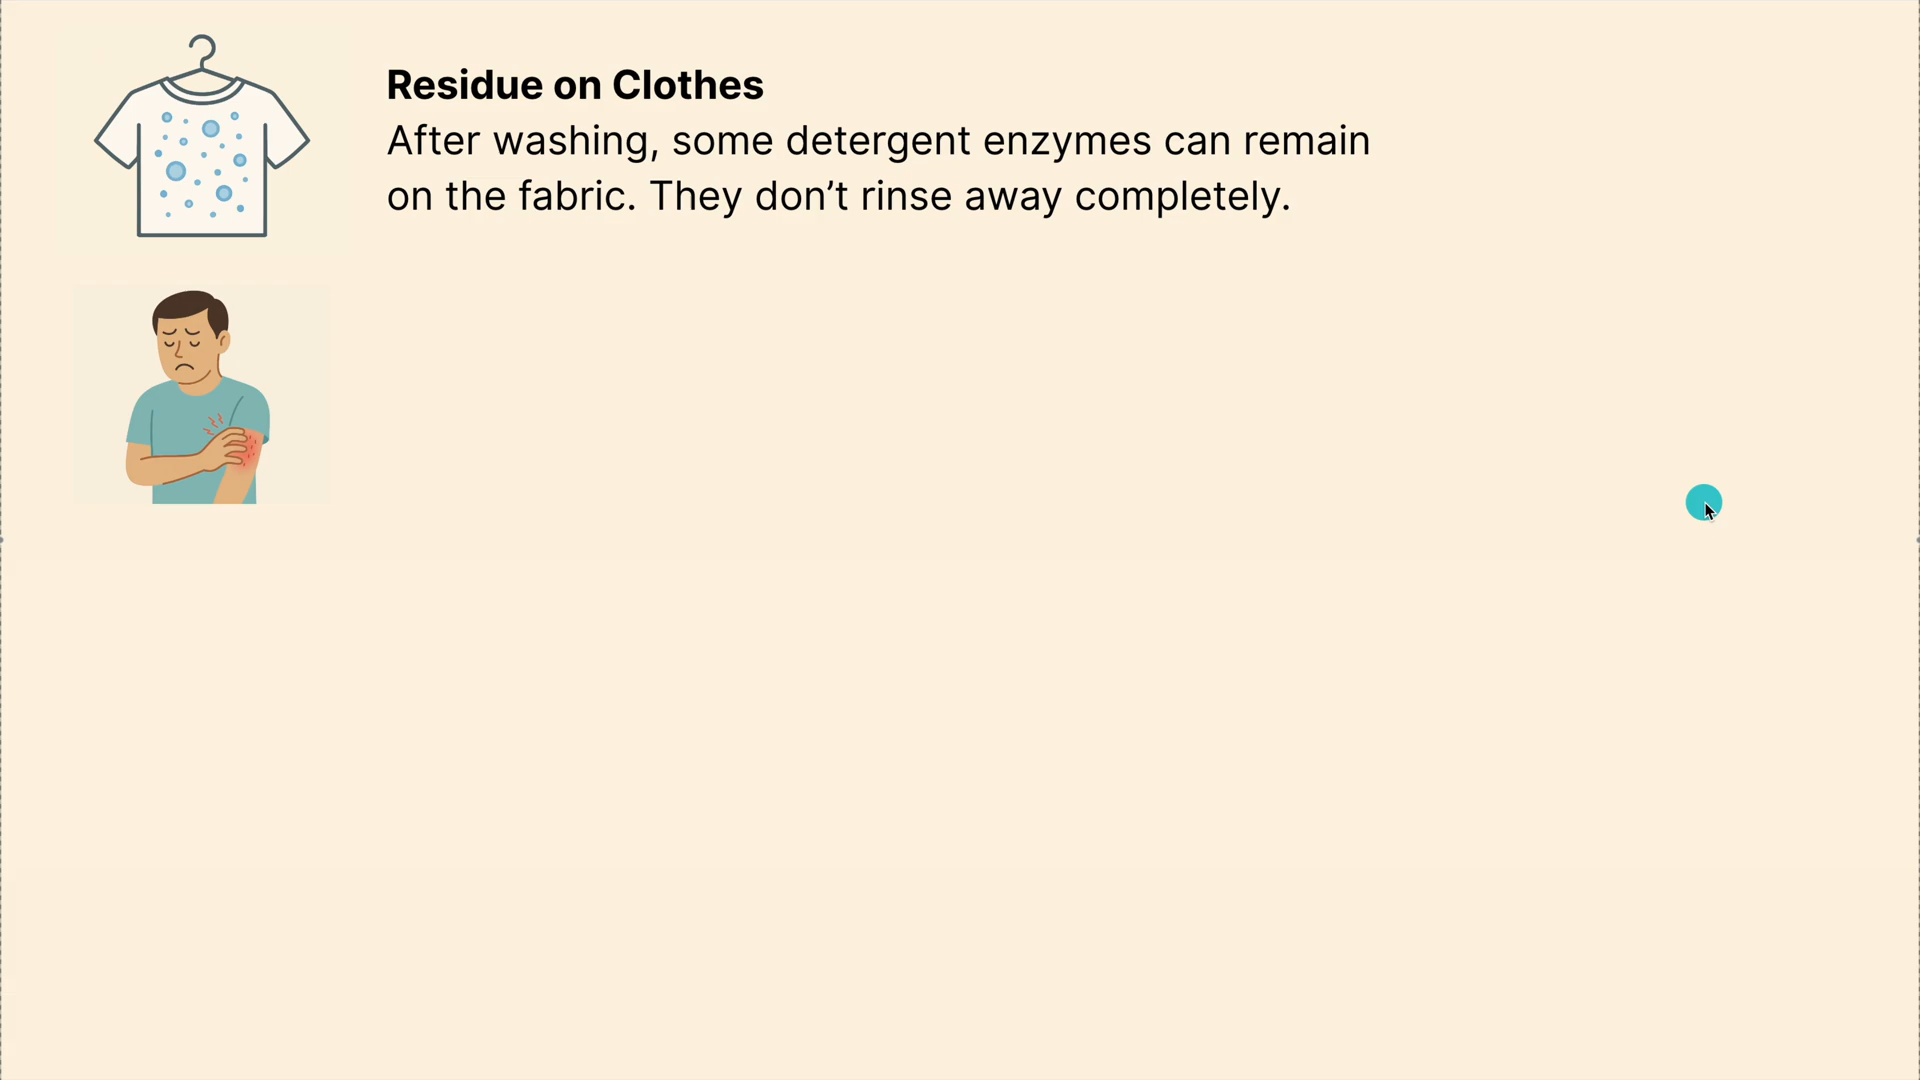 Residue on Clothes
After washing, some detergent enzymes can remain
on the fabric. They don’t rinse away completely.